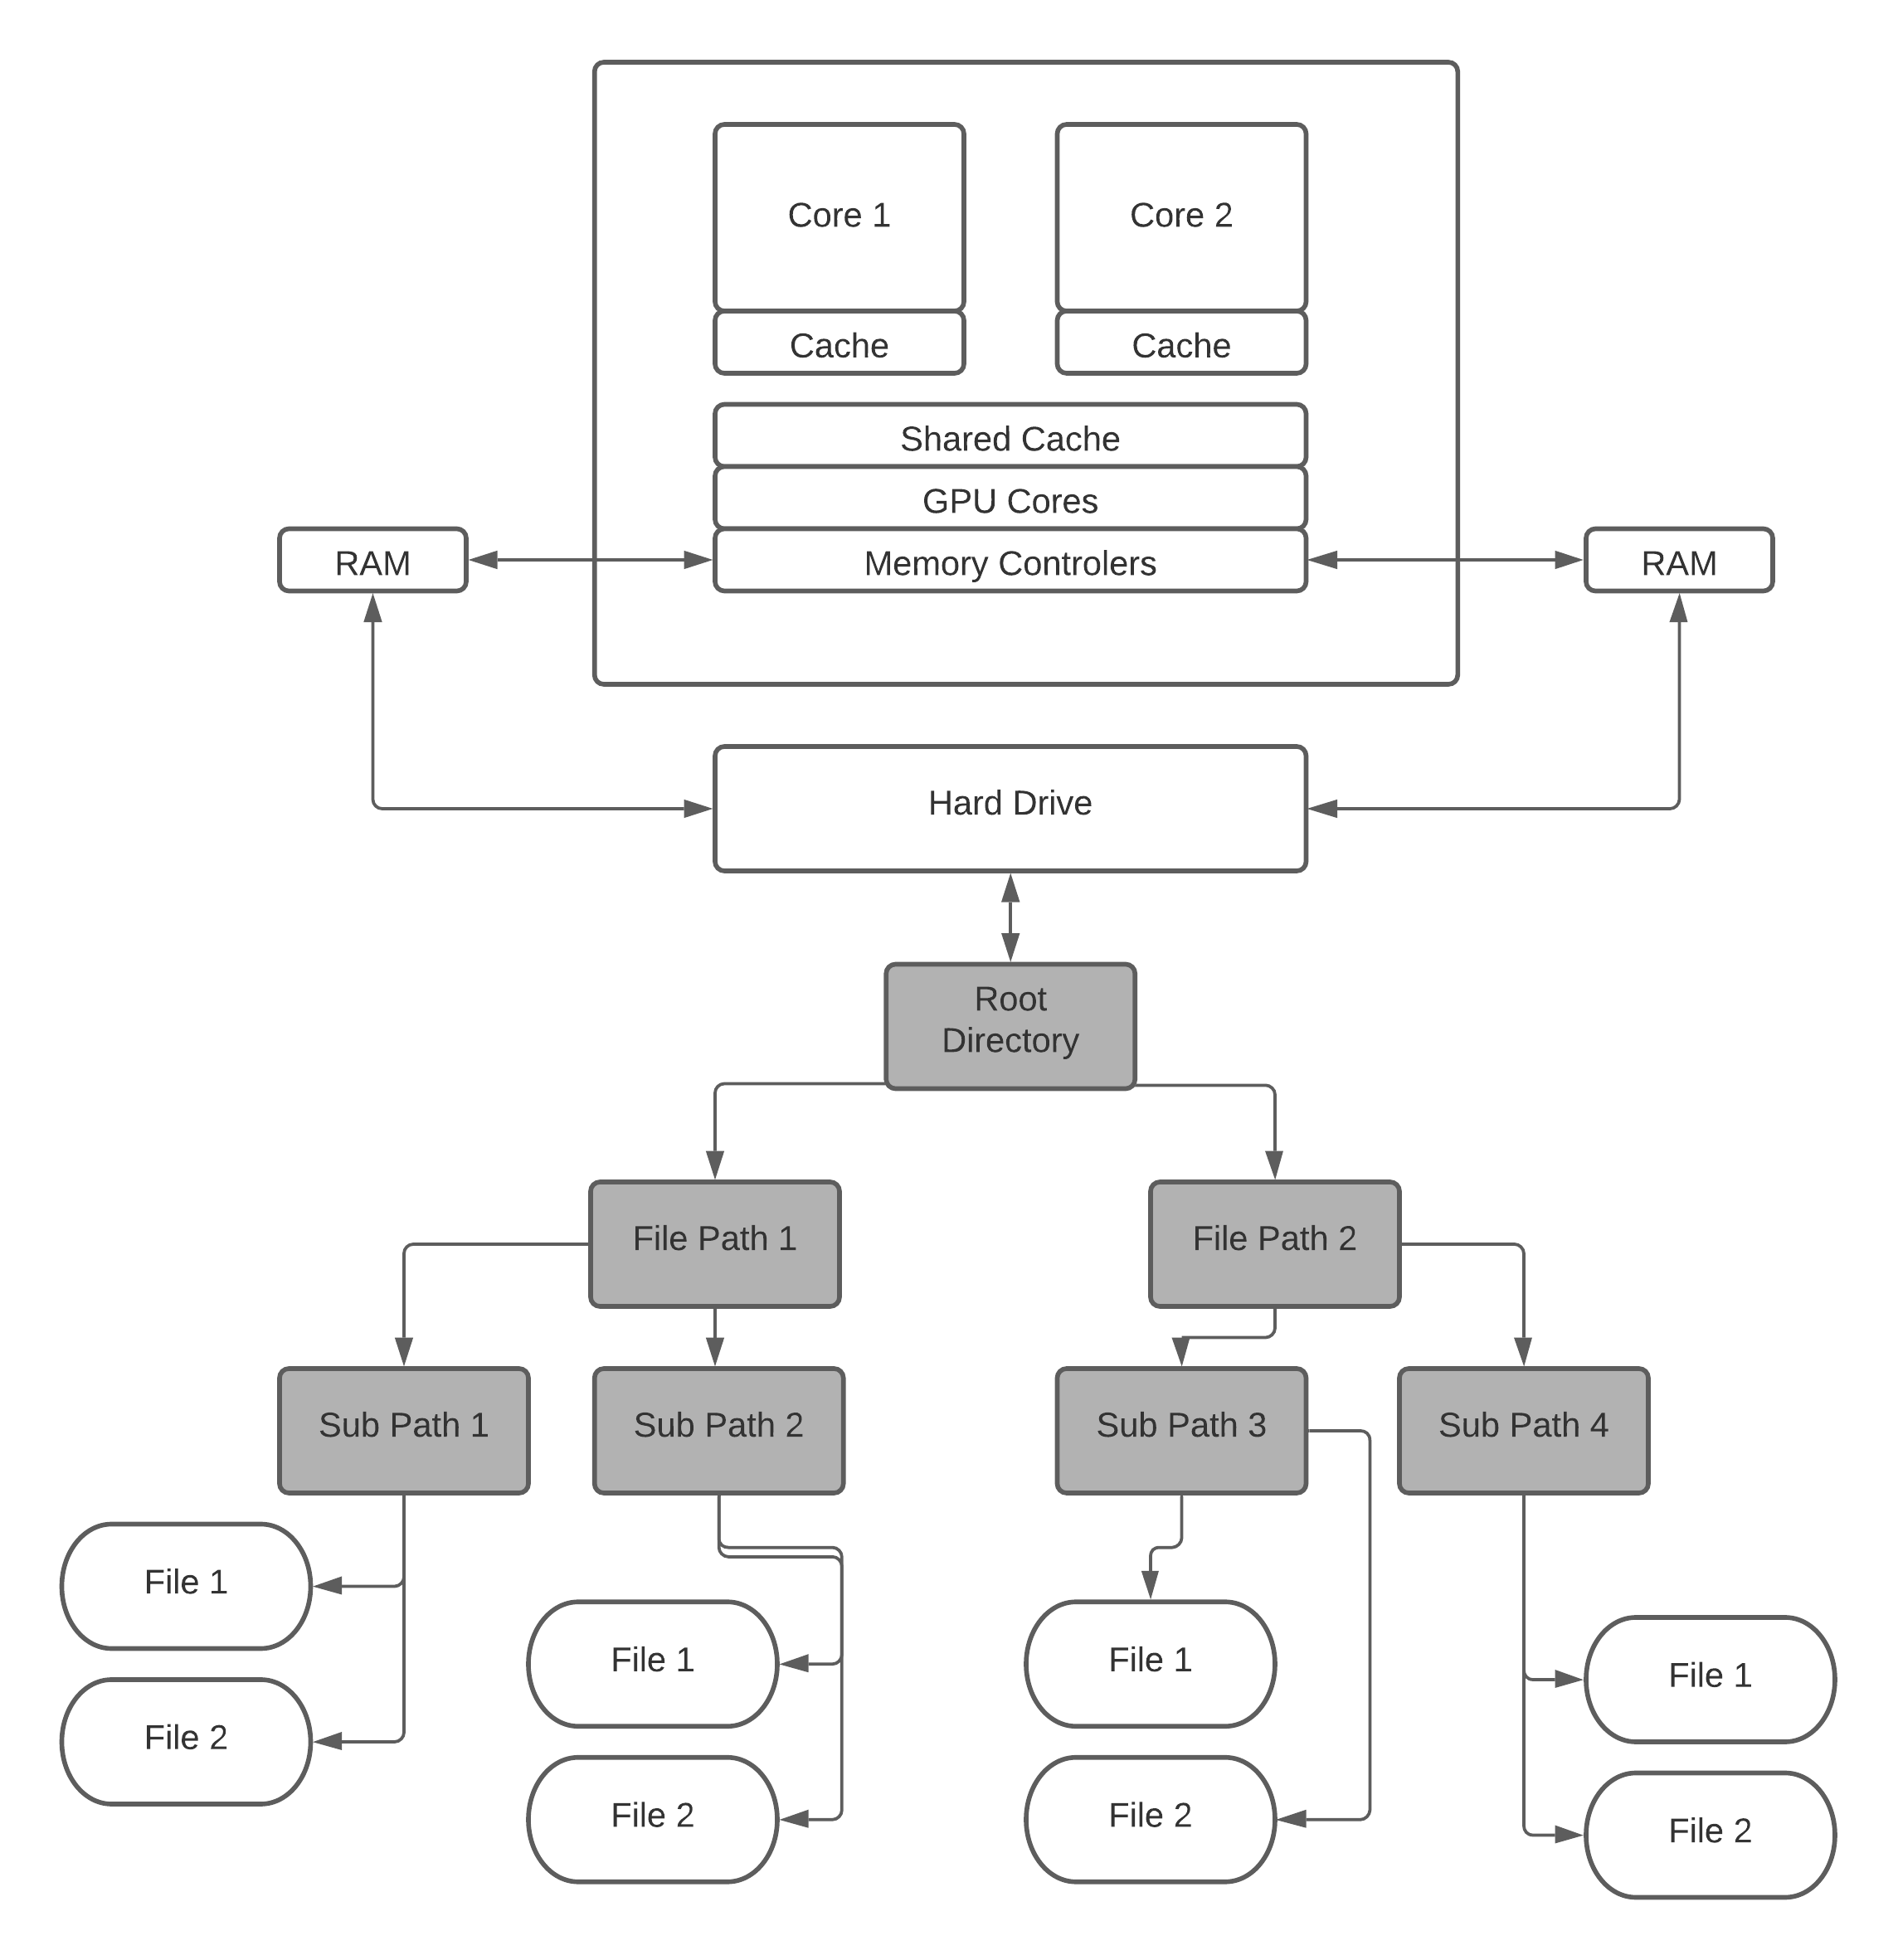 Core 1
Core 2
Cache
Cache
Shared Cache
GPU Cores
RAM
Memory Controlers
RAM
Hard Drive
Root
Directory
File Path 1
File Path 2
Sub Path 1
Sub Path 2
Sub Path 3
Sub Path 4
File 1
File 1
File 1
File 1
File 2
File 2
File 2
File 2